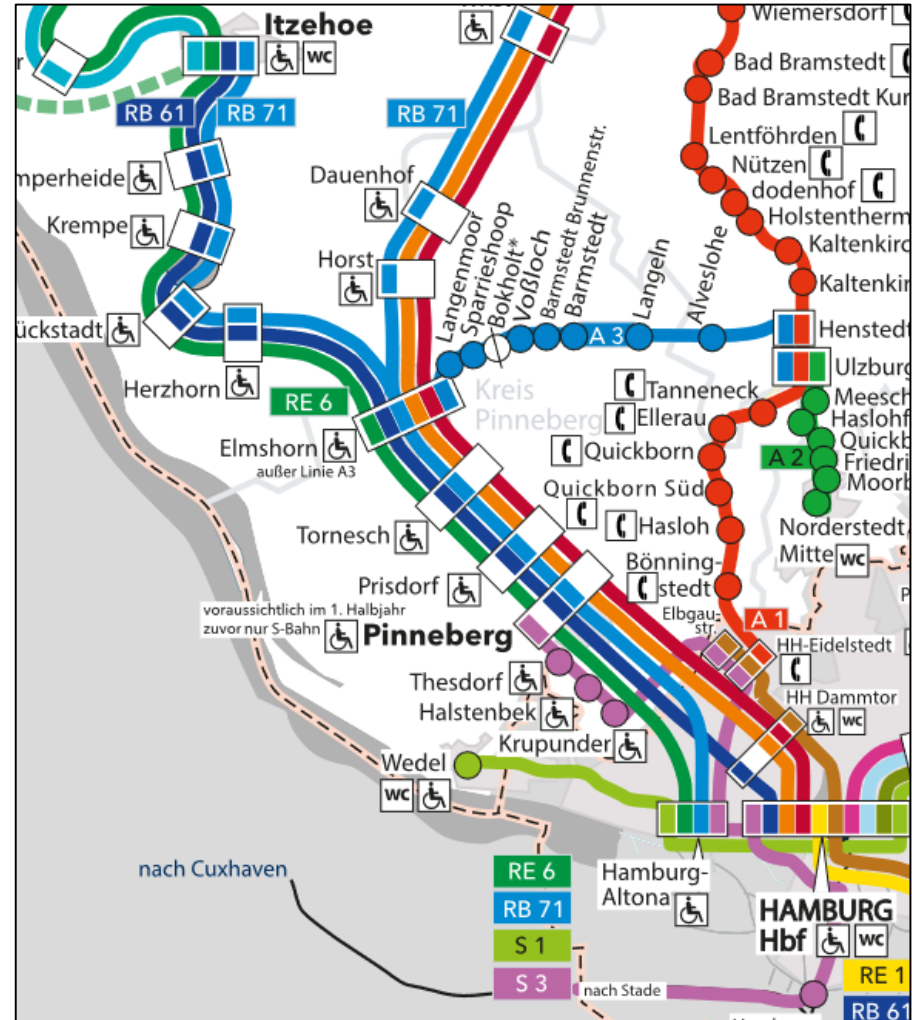 Itzehoe
WC
RB 61
RB 71
RB 71
Wiemersdorf
Bad Bramstedt
Bad Bramstedt Kur
Lentföhrden
Nützen
dodenhof
Holstentherm
Kaltenkirc
Kaltenkir
Henstedt
Ulzburg
mperheide
Krempe
ückstadt
Herzhorn
Dauenhof
Horst
Langenmoor
Sparrieshoop
Bokholt*
Voßloch
Barmstedt Brunnenstr.
Barmstedt
A 3
Langeln
Alveslohe
Kreis
Pinneberg
RE 6
Elmshorn
außer Linie A3
Tanneneck
Ellerau
Quickborn
Quickborn Süd
Hasloh
Bönning-
stedt
Meesch
Haslohf
Quickb
Friedri
Moorb
A 2
Norderstedt
Mitte
WC
Tornesch
Prisdorf
voraussichtlich im 1. Halbjahr
zuvor nur S-Bahn
Pinneberg
Thesdorf
Halstenbek
Krupunder
Elbgau-
str.
A 1
HH-Eidelstedt
HH Dammtor
WC
Wedel
WC
nach Cuxhaven
RE 6
RB 71
S 1
S 3
nach Stade
Hamburg-
Altona
HAMBURG
Hbf
WC
RE 1
RB 61